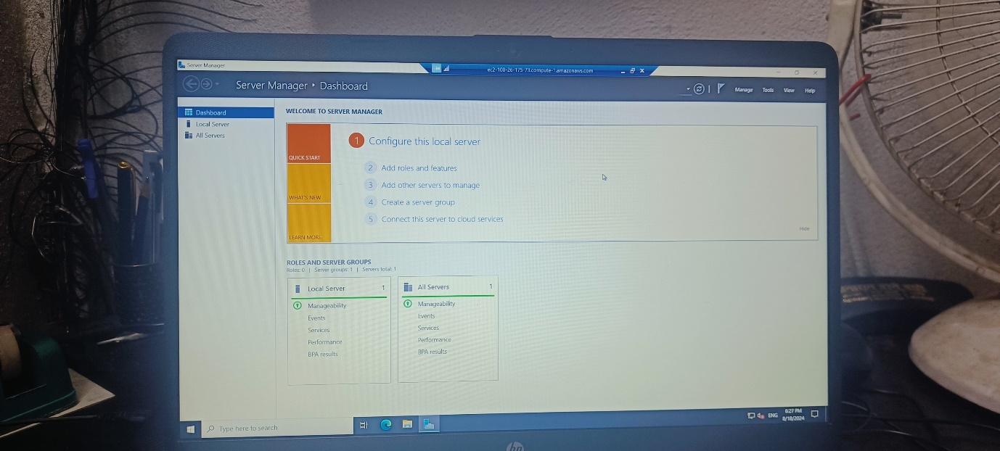 Server Manager
ec2-100-26-175-73.compute-1.amazonaws.com
Server Manager • Dashboard
Manage Tools View Help
Dashboard
Local Server
All Servers
WELCOME TO SERVER MANAGER
QUICK START
WHAT'S NEW
LEARN MORE
1 Configure this local server
2 Add roles and features
3 Add other servers to manage
4 Create a server group
5 Connect this server to cloud services
Hide
ROLES AND SERVER GROUPS
Roles: 0 | Server groups: 1 | Servers total: 1
Local Server 1
Manageability
Events
Services
Performance
BPA results
All Servers 1
Manageability
Events
Services
Performance
BPA results
Type here to search
ENG
6:27 PM
8/18/2024
hp